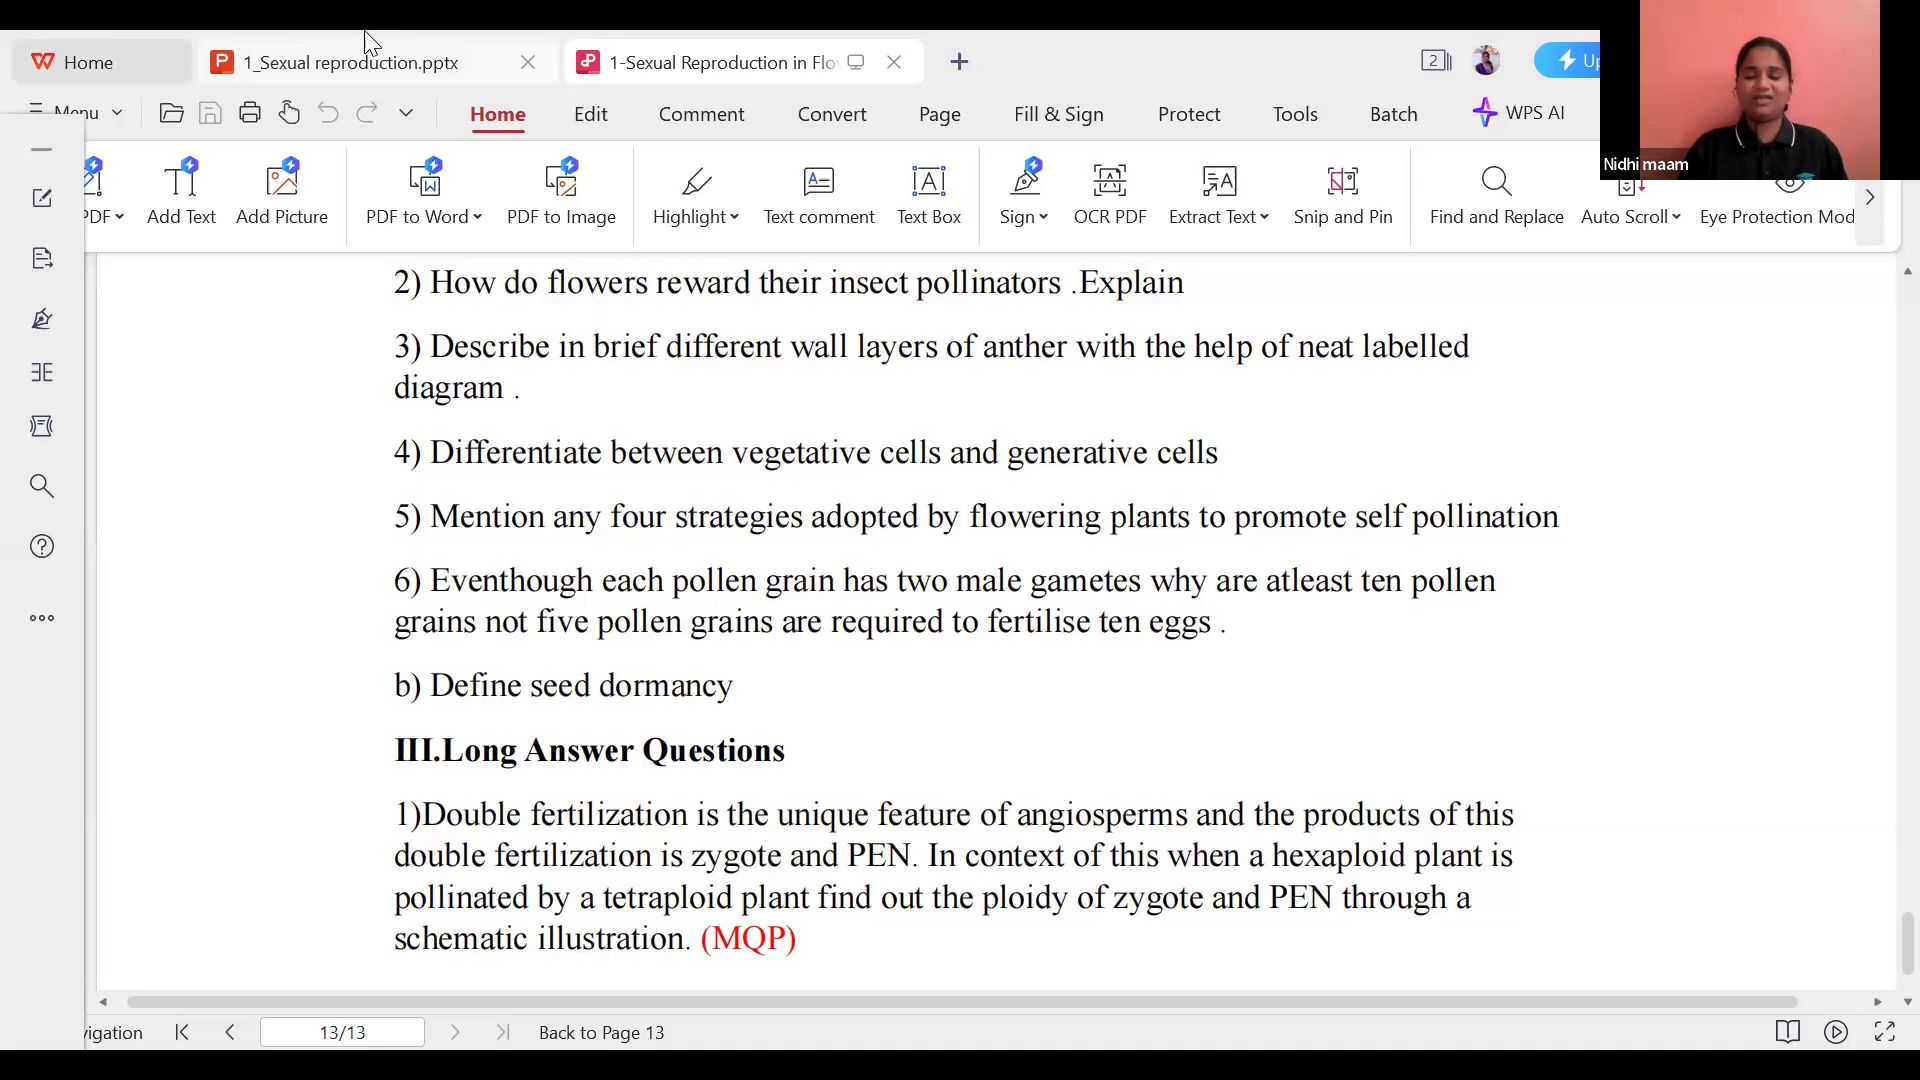 Home
1_Sexual reproduction.pptx
1-Sexual Reproduction in Flo
2
Up
Menu
Home
Edit
Comment
Convert
Page
Fill & Sign
Protect
Tools
Batch
WPS AI
Nidhi maam
PDF
Add Text
Add Picture
PDF to Word
PDF to Image
Highlight
Text comment
Text Box
Sign
OCR PDF
Extract Text
Snip and Pin
Find and Replace
Auto Scroll
Eye Protection Mod
2) How do flowers reward their insect pollinators .Explain
3) Describe in brief different wall layers of anther with the help of neat labelled
diagram .
4) Differentiate between vegetative cells and generative cells
5) Mention any four strategies adopted by flowering plants to promote self pollination
6) Eventhough each pollen grain has two male gametes why are atleast ten pollen
grains not five pollen grains are required to fertilise ten eggs .
b) Define seed dormancy
III.Long Answer Questions
1)Double fertilization is the unique feature of angiosperms and the products of this
double fertilization is zygote and PEN. In context of this when a hexaploid plant is
pollinated by a tetraploid plant find out the ploidy of zygote and PEN through a
schematic illustration. (MQP)
vigation
13/13
Back to Page 13